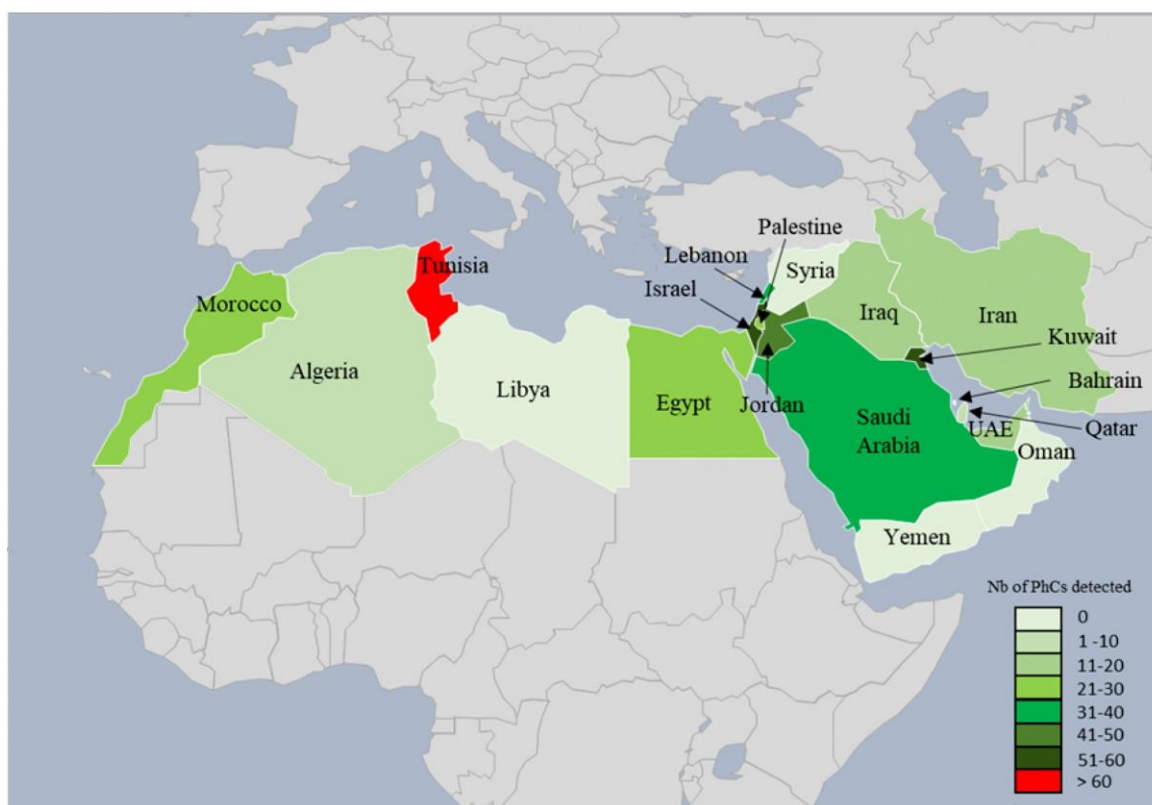 Palestine
Lebanon
Syria
Israel
Tunisia
Morocco
Iraq
Iran
Kuwait
Algeria
Libya
Egypt
Jordan
Bahrain
Saudi
Arabia
UAE
Qatar
Oman
Yemen
Nb of PhCs detected
0
1 -10
11-20
21-30
31-40
41-50
51-60
> 60